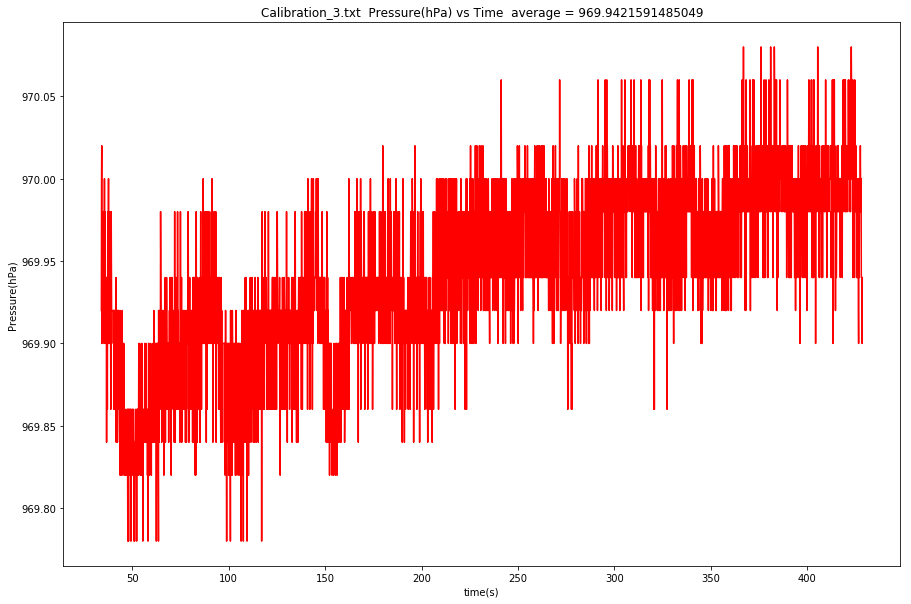 Calibration_3.txt  Pressure(hPa) vs Time  average = 969.9421591485049
970.05
970.00
969.95
Pressure(hPa)
969.90
969.85
969.80
50 100 150 200 250 300 350 400
time(s)